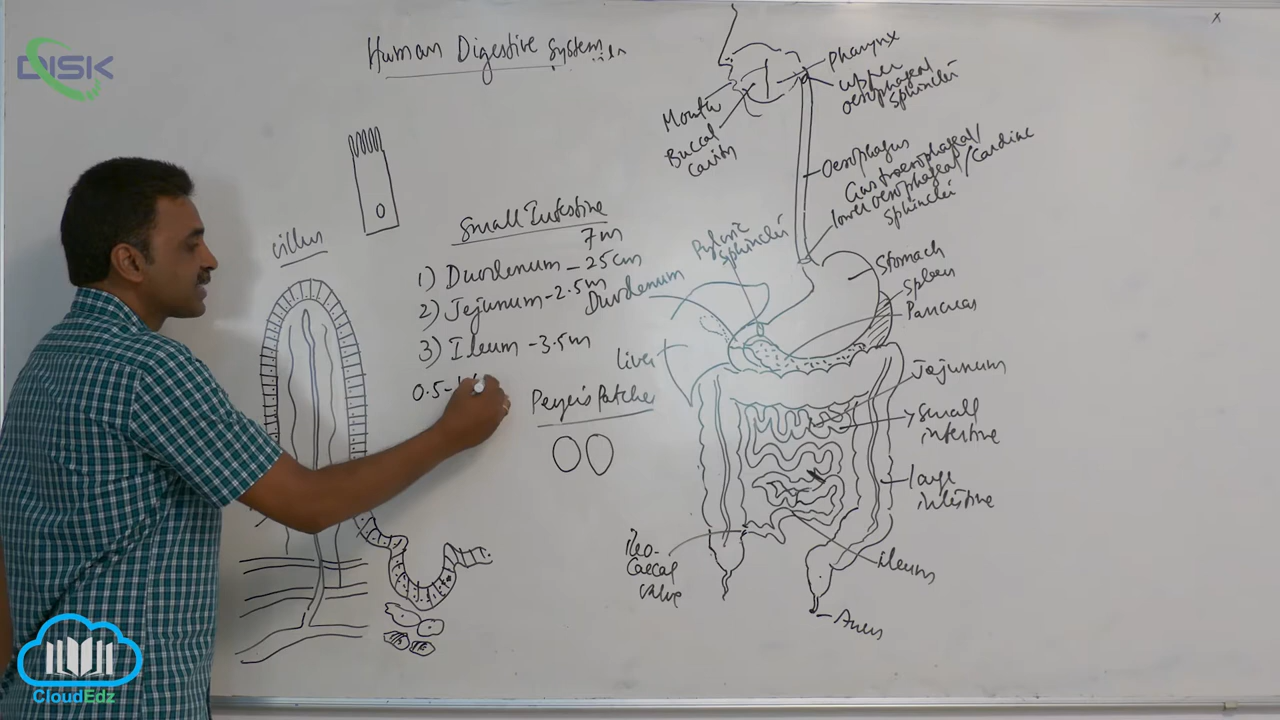 DISK
Human Digestive System
x
Pharynx
upper
oesophageal
sphincter
Mouth
Buccal
cavity
Oesophagus
Gastroesophageal/
lower oesophageal/Cardiac
sphincter
villus
Small Intestine
7m
1) Duodenum - 25cm
2) Jejunum - 2.5m
3) Ileum - 3.5m
0.5-1
Duodenum
Pyloric
sphincter
Stomach
Spleen
Pancreas
liver
Peyer's Patches
Jejunum
Small
intestine
large
intestine
Ileo-
Caecal
valve
ileum
Anus
CloudEdz